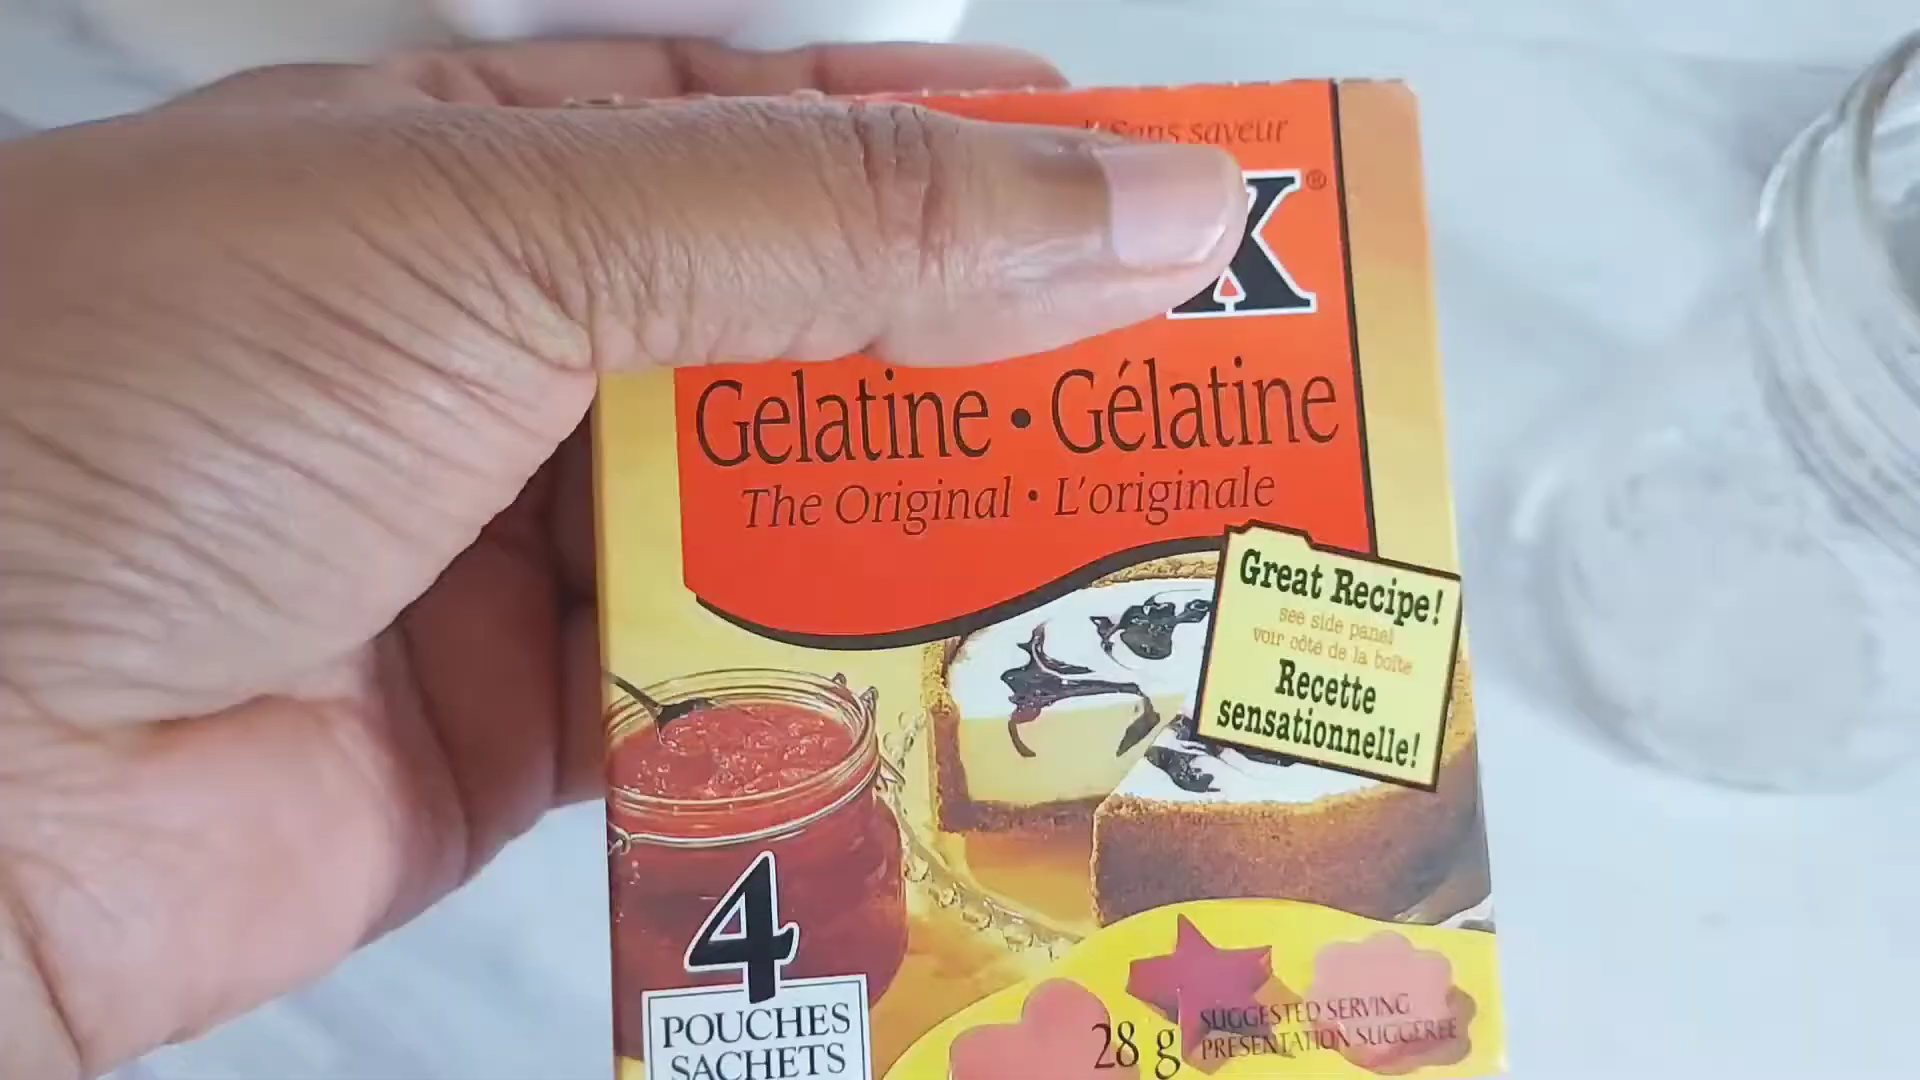 Sans saveur
X®
Gelatine • Gélatine
The Original • L'originale
Great Recipe!
see side panel
voir côté de la boîte
Recette
sensationnelle!
4
POUCHES
SACHETS
28 g
SUGGESTED SERVING
PRÉSENTATION SUGGÉRÉE